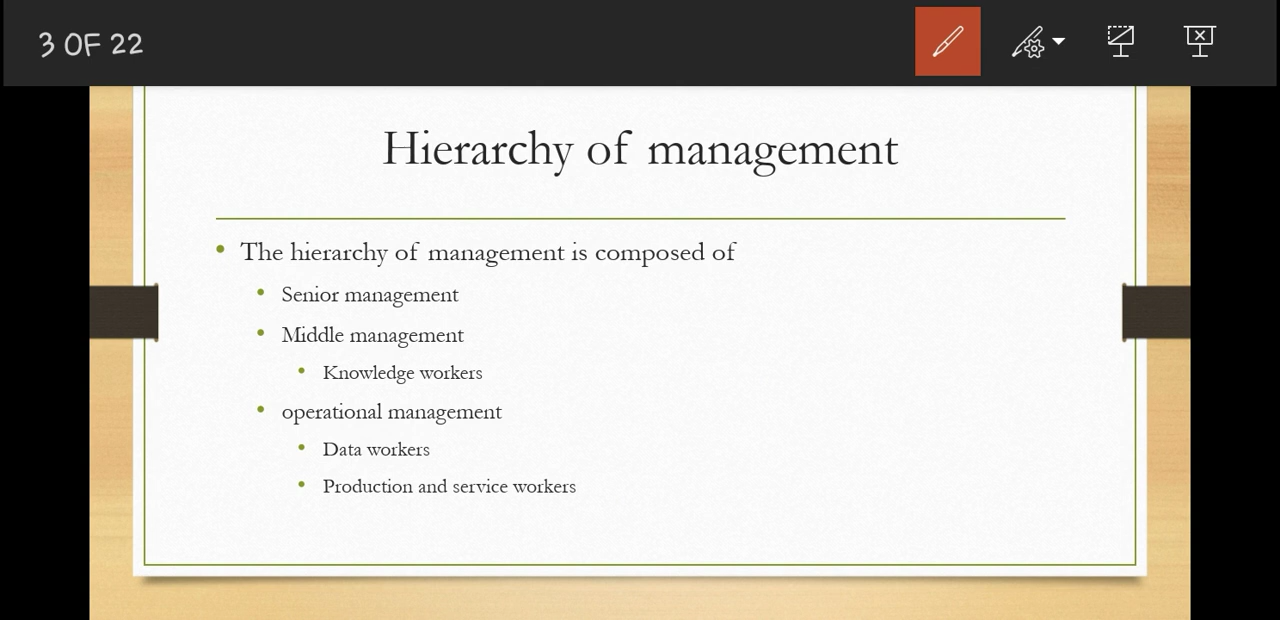 3 OF 22
Hierarchy of management
• The hierarchy of management is composed of
• Senior management
• Middle management
• Knowledge workers
• operational management
• Data workers
• Production and service workers